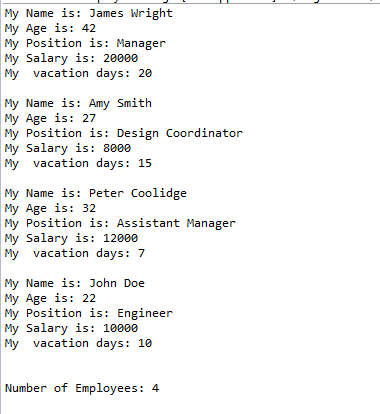 My Name is: James Wright
My Age is: 42
My Position is: Manager
My Salary is: 20000
My  vacation days: 20

My Name is: Amy Smith
My Age is: 27
My Position is: Design Coordinator
My Salary is: 8000
My  vacation days: 15

My Name is: Peter Coolidge
My Age is: 32
My Position is: Assistant Manager
My Salary is: 12000
My  vacation days: 7

My Name is: John Doe
My Age is: 22
My Position is: Engineer
My Salary is: 10000
My  vacation days: 10

Number of Employees: 4